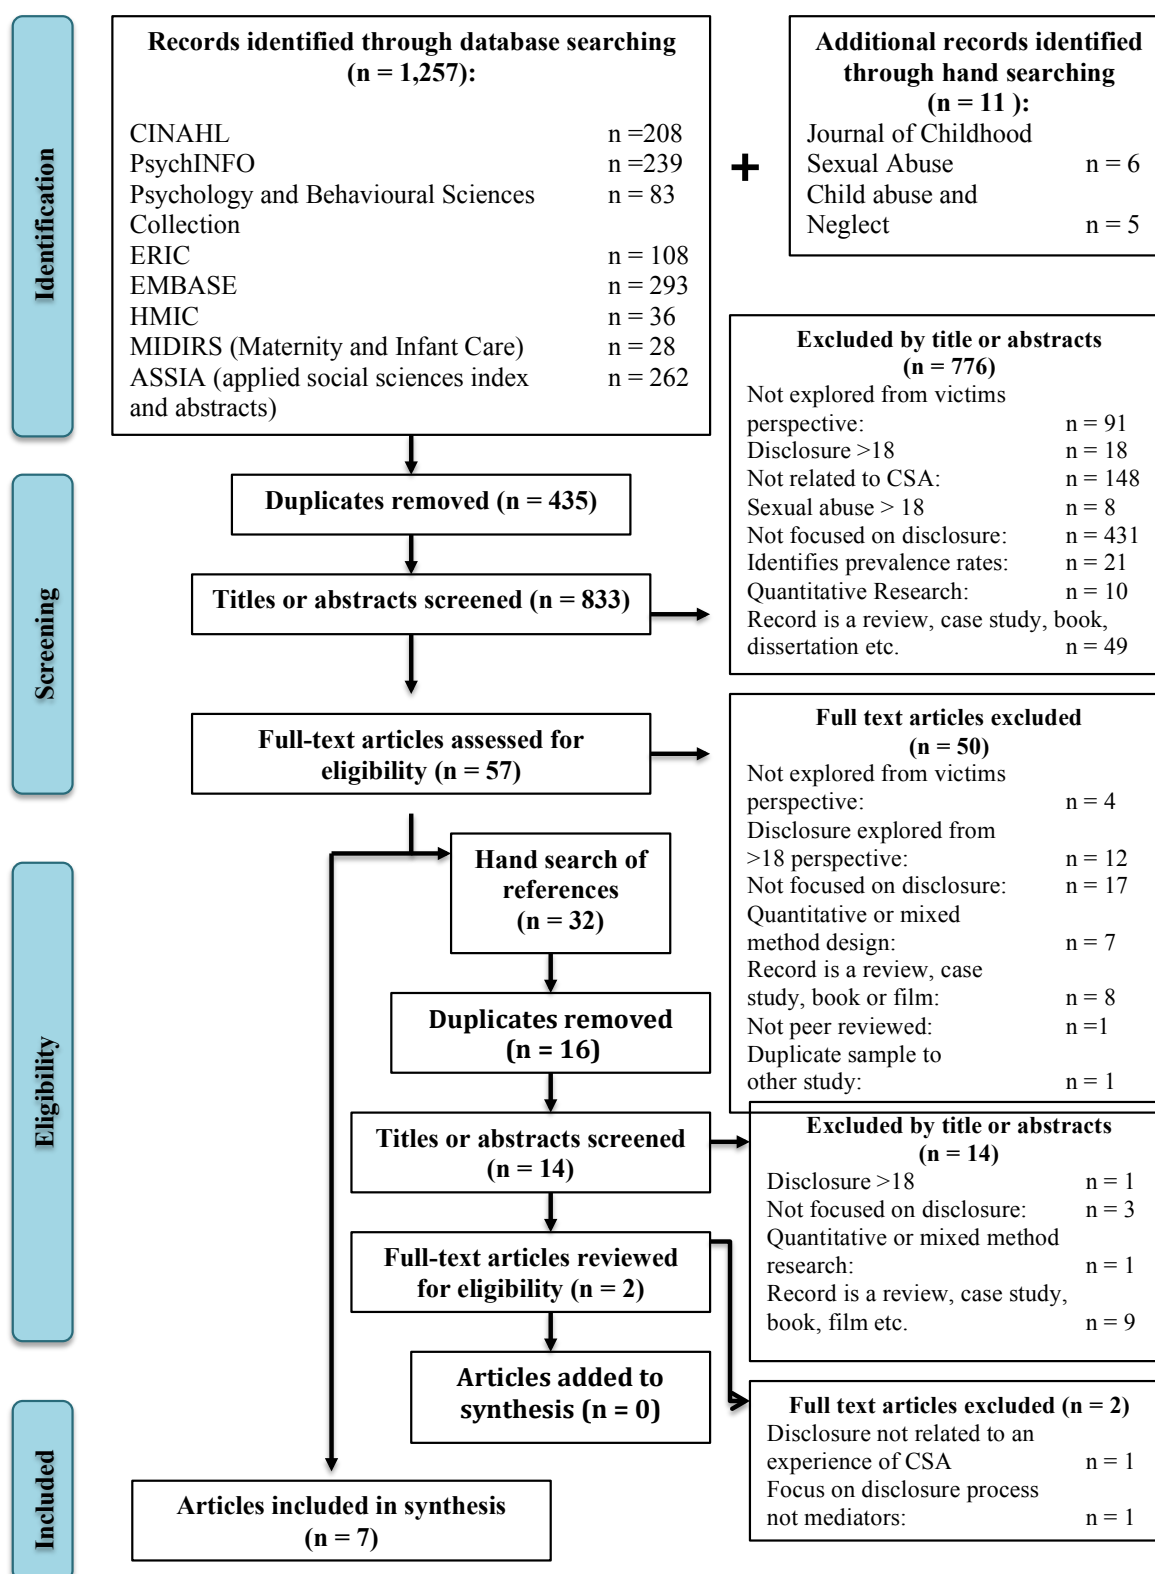 Identification
Records identified through database searching
(n = 1,257):
CINAHL n =208
PsychINFO n =239
Psychology and Behavioural Sciences n = 83
Collection
ERIC n = 108
EMBASE n = 293
HMIC n = 36
MIDIRS (Maternity and Infant Care) n = 28
ASSIA (applied social sciences index n = 262
and abstracts)
+
Additional records identified
through hand searching
(n = 11 ):
Journal of Childhood
Sexual Abuse n = 6
Child abuse and
Neglect n = 5
Screening
Duplicates removed (n = 435)
Titles or abstracts screened (n = 833)
Excluded by title or abstracts
(n = 776)
Not explored from victims
perspective: n = 91
Disclosure >18 n = 18
Not related to CSA: n = 148
Sexual abuse > 18 n = 8
Not focused on disclosure: n = 431
Identifies prevalence rates: n = 21
Quantitative Research: n = 10
Record is a review, case study, book,
dissertation etc. n = 49
Full-text articles assessed for
eligibility (n = 57)
Full text articles excluded
(n = 50)
Not explored from victims
perspective: n = 4
Disclosure explored from
>18 perspective: n = 12
Not focused on disclosure: n = 17
Quantitative or mixed
method design: n = 7
Record is a review, case
study, book or film: n = 8
Not peer reviewed: n =1
Duplicate sample to
other study: n = 1
Eligibility
Hand search of
references
(n = 32)
Duplicates removed
(n = 16)
Titles or abstracts screened
(n = 14)
Excluded by title or abstracts
(n = 14)
Disclosure >18 n = 1
Not focused on disclosure: n = 3
Quantitative or mixed method
research: n = 1
Record is a review, case study,
book, film etc. n = 9
Full-text articles reviewed
for eligibility (n = 2)
Articles added to
synthesis (n = 0)
Full text articles excluded (n = 2)
Disclosure not related to an
experience of CSA n = 1
Focus on disclosure process
not mediators: n = 1
Included
Articles included in synthesis
(n = 7)